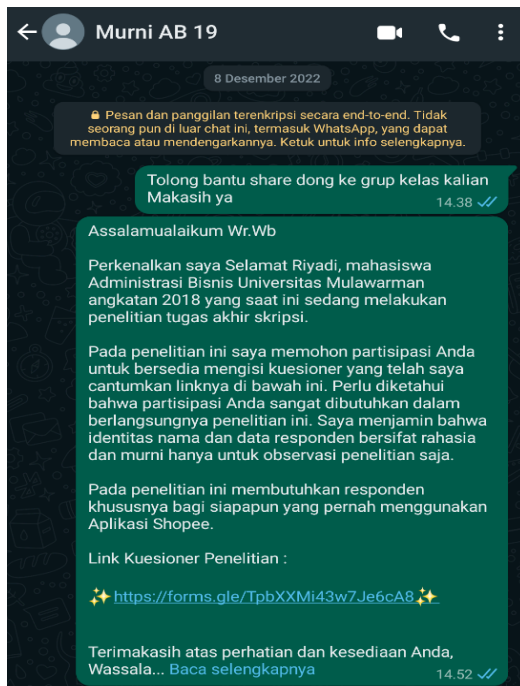 Murni AB 19
8 Desember 2022
Pesan dan panggilan terenkripsi secara end-to-end. Tidak
seorang pun di luar chat ini, termasuk WhatsApp, yang dapat
membaca atau mendengarkannya. Ketuk untuk info selengkapnya.
Tolong bantu share dong ke grup kelas kalian
Makasih ya
14.38
Assalamualaikum Wr.Wb
Perkenalkan saya Selamat Riyadi, mahasiswa
Administrasi Bisnis Universitas Mulawarman
angkatan 2018 yang saat ini sedang melakukan
penelitian tugas akhir skripsi.
Pada penelitian ini saya memohon partisipasi Anda
untuk bersedia mengisi kuesioner yang telah saya
cantumkan linknya di bawah ini. Perlu diketahui
bahwa partisipasi Anda sangat dibutuhkan dalam
berlangsungnya penelitian ini. Saya menjamin bahwa
identitas nama dan data responden bersifat rahasia
dan murni hanya untuk observasi penelitian saja.
Pada penelitian ini membutuhkan responden
khususnya bagi siapapun yang pernah menggunakan
Aplikasi Shopee.
Link Kuesioner Penelitian :
✨https://forms.gle/TpbXXMi43w7Je6cA8✨
Terimakasih atas perhatian dan kesediaan Anda,
Wassala... Baca selengkapnya
14.52